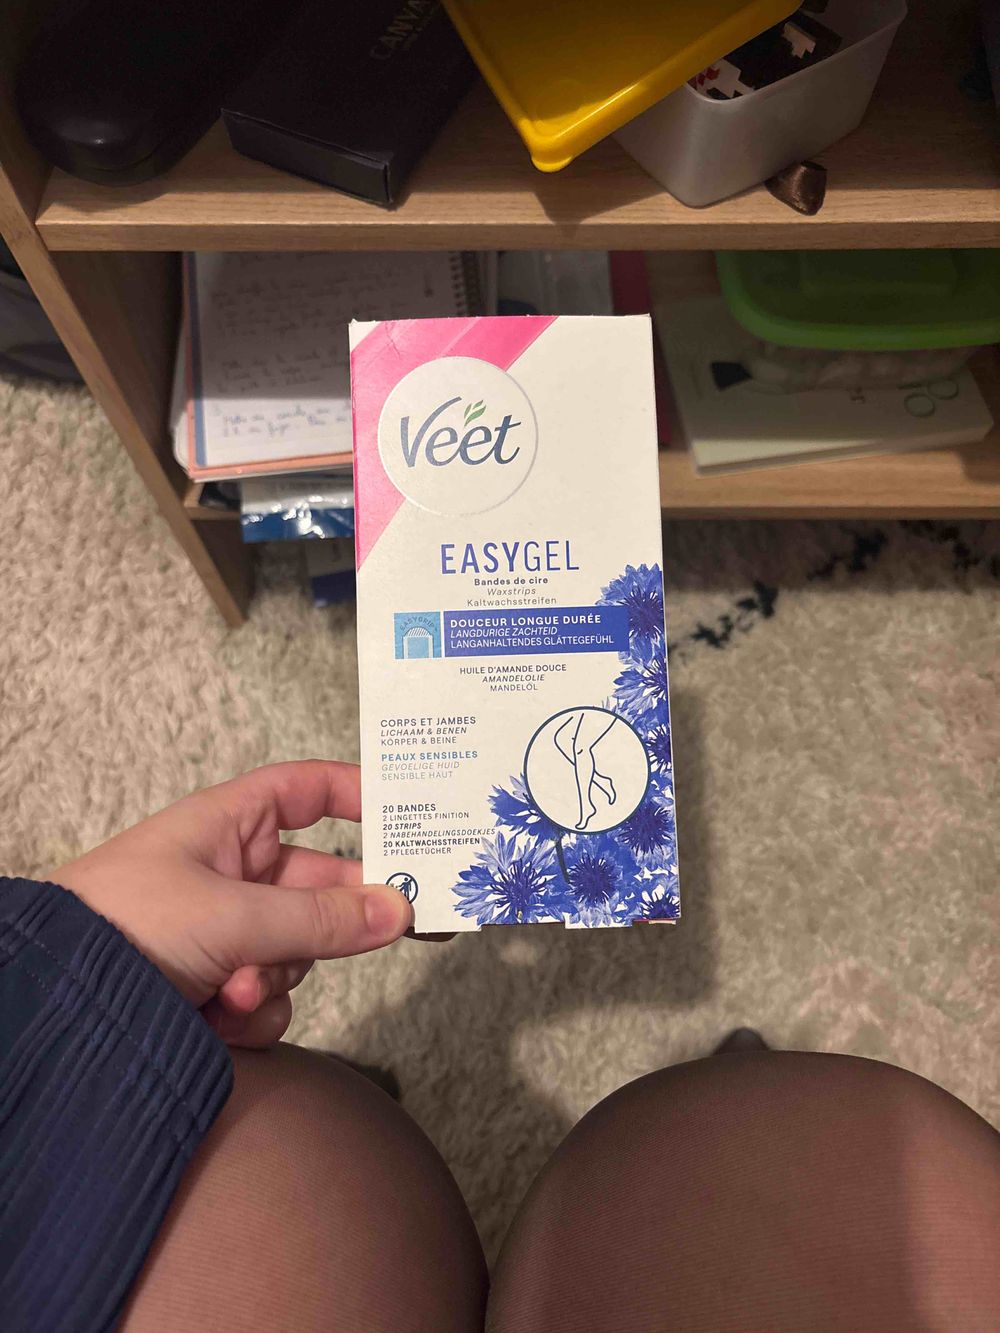 CANVA
Veet
EASYGEL
Bandes de cire
Waxstrips
Kaltwachsstreifen
EASYGRIP
DOUCEUR LONGUE DURÉE
LANGDURIGE ZACHTEID
LANGANHALTENDES GLÄTTEGEFÜHL
HUILE D'AMANDE DOUCE
AMANDELOLIE
MANDELÖL
CORPS ET JAMBES
LICHAAM & BENEN
KÖRPER & BEINE
PEAUX SENSIBLES
GEVOELIGE HUID
SENSIBLE HAUT
20 BANDES
2 LINGETTES FINITION
20 STRIPS
2 NABEHANDELINGSDOEKJES
20 KALTWACHSSTREIFEN
2 PFLEGETÜCHER